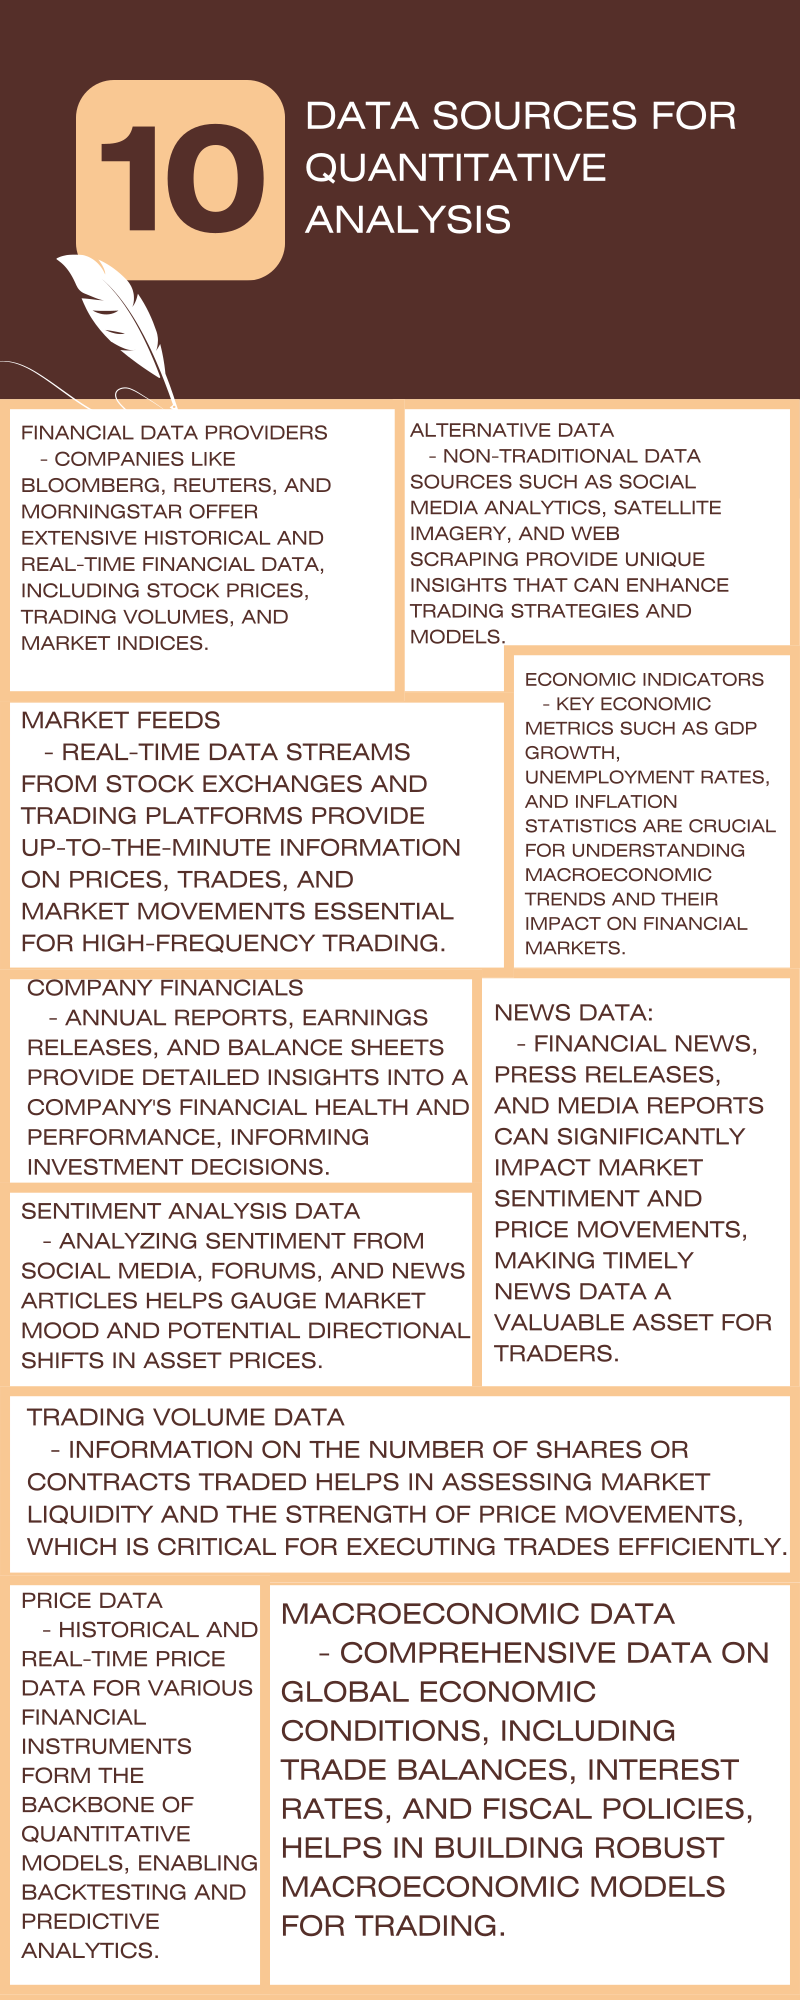 10
DATA SOURCES FOR
QUANTITATIVE
ANALYSIS
FINANCIAL DATA PROVIDERS
- COMPANIES LIKE
BLOOMBERG, REUTERS, AND
MORNINGSTAR OFFER
EXTENSIVE HISTORICAL AND
REAL-TIME FINANCIAL DATA,
INCLUDING STOCK PRICES,
TRADING VOLUMES, AND
MARKET INDICES.
ALTERNATIVE DATA
- NON-TRADITIONAL DATA
SOURCES SUCH AS SOCIAL
MEDIA ANALYTICS, SATELLITE
IMAGERY, AND WEB
SCRAPING PROVIDE UNIQUE
INSIGHTS THAT CAN ENHANCE
TRADING STRATEGIES AND
MODELS.
MARKET FEEDS
- REAL-TIME DATA STREAMS
FROM STOCK EXCHANGES AND
TRADING PLATFORMS PROVIDE
UP-TO-THE-MINUTE INFORMATION
ON PRICES, TRADES, AND
MARKET MOVEMENTS ESSENTIAL
FOR HIGH-FREQUENCY TRADING.
ECONOMIC INDICATORS
- KEY ECONOMIC
METRICS SUCH AS GDP
GROWTH,
UNEMPLOYMENT RATES,
AND INFLATION
STATISTICS ARE CRUCIAL
FOR UNDERSTANDING
MACROECONOMIC
TRENDS AND THEIR
IMPACT ON FINANCIAL
MARKETS.
COMPANY FINANCIALS
- ANNUAL REPORTS, EARNINGS
RELEASES, AND BALANCE SHEETS
PROVIDE DETAILED INSIGHTS INTO A
COMPANY'S FINANCIAL HEALTH AND
PERFORMANCE, INFORMING
INVESTMENT DECISIONS.
NEWS DATA:
- FINANCIAL NEWS,
PRESS RELEASES,
AND MEDIA REPORTS
CAN SIGNIFICANTLY
IMPACT MARKET
SENTIMENT AND
PRICE MOVEMENTS,
MAKING TIMELY
NEWS DATA A
VALUABLE ASSET FOR
TRADERS.
SENTIMENT ANALYSIS DATA
- ANALYZING SENTIMENT FROM
SOCIAL MEDIA, FORUMS, AND NEWS
ARTICLES HELPS GAUGE MARKET
MOOD AND POTENTIAL DIRECTIONAL
SHIFTS IN ASSET PRICES.
TRADING VOLUME DATA
- INFORMATION ON THE NUMBER OF SHARES OR
CONTRACTS TRADED HELPS IN ASSESSING MARKET
LIQUIDITY AND THE STRENGTH OF PRICE MOVEMENTS,
WHICH IS CRITICAL FOR EXECUTING TRADES EFFICIENTLY.
PRICE DATA
- HISTORICAL AND
REAL-TIME PRICE
DATA FOR VARIOUS
FINANCIAL
INSTRUMENTS
FORM THE
BACKBONE OF
QUANTITATIVE
MODELS, ENABLING
BACKTESTING AND
PREDICTIVE
ANALYTICS.
MACROECONOMIC DATA
- COMPREHENSIVE DATA ON
GLOBAL ECONOMIC
CONDITIONS, INCLUDING
TRADE BALANCES, INTEREST
RATES, AND FISCAL POLICIES,
HELPS IN BUILDING ROBUST
MACROECONOMIC MODELS
FOR TRADING.